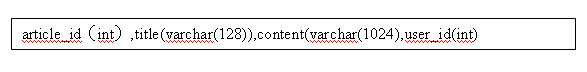 article_id（int）,title(varchar(128)),content(varchar(1024),user_id(int)